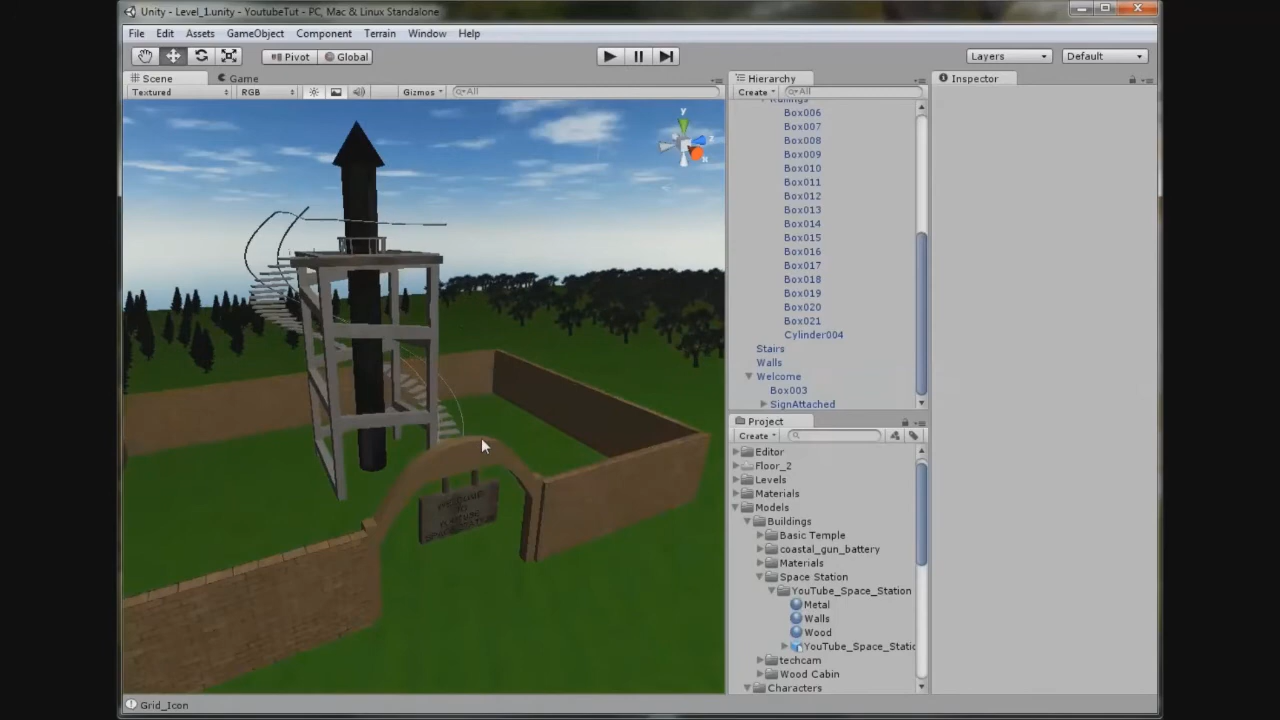 Unity - Level_1.unity - YoutubeTut - PC, Mac & Linux Standalone
File Edit Assets GameObject Component Terrain Window Help
Pivot Global Layers Default
Scene Game Hierarchy Inspector
Textured RGB Gizmos All Create All
y
x
Railings
Box006
Box007
Box008
Box009
Box010
Box011
Box012
Box013
Box014
Box015
Box016
Box017
Box018
Box019
Box020
Box021
Cylinder004
Stairs
Walls
Welcome
Box003
SignAttached
Project
Create
Editor
Floor_2
Levels
Materials
Models
Buildings
Basic Temple
coastal_gun_battery
Materials
Space Station
YouTube_Space_Station
Metal
Walls
Wood
YouTube_Space_Static
techcam
Wood Cabin
Characters
Grid_Icon